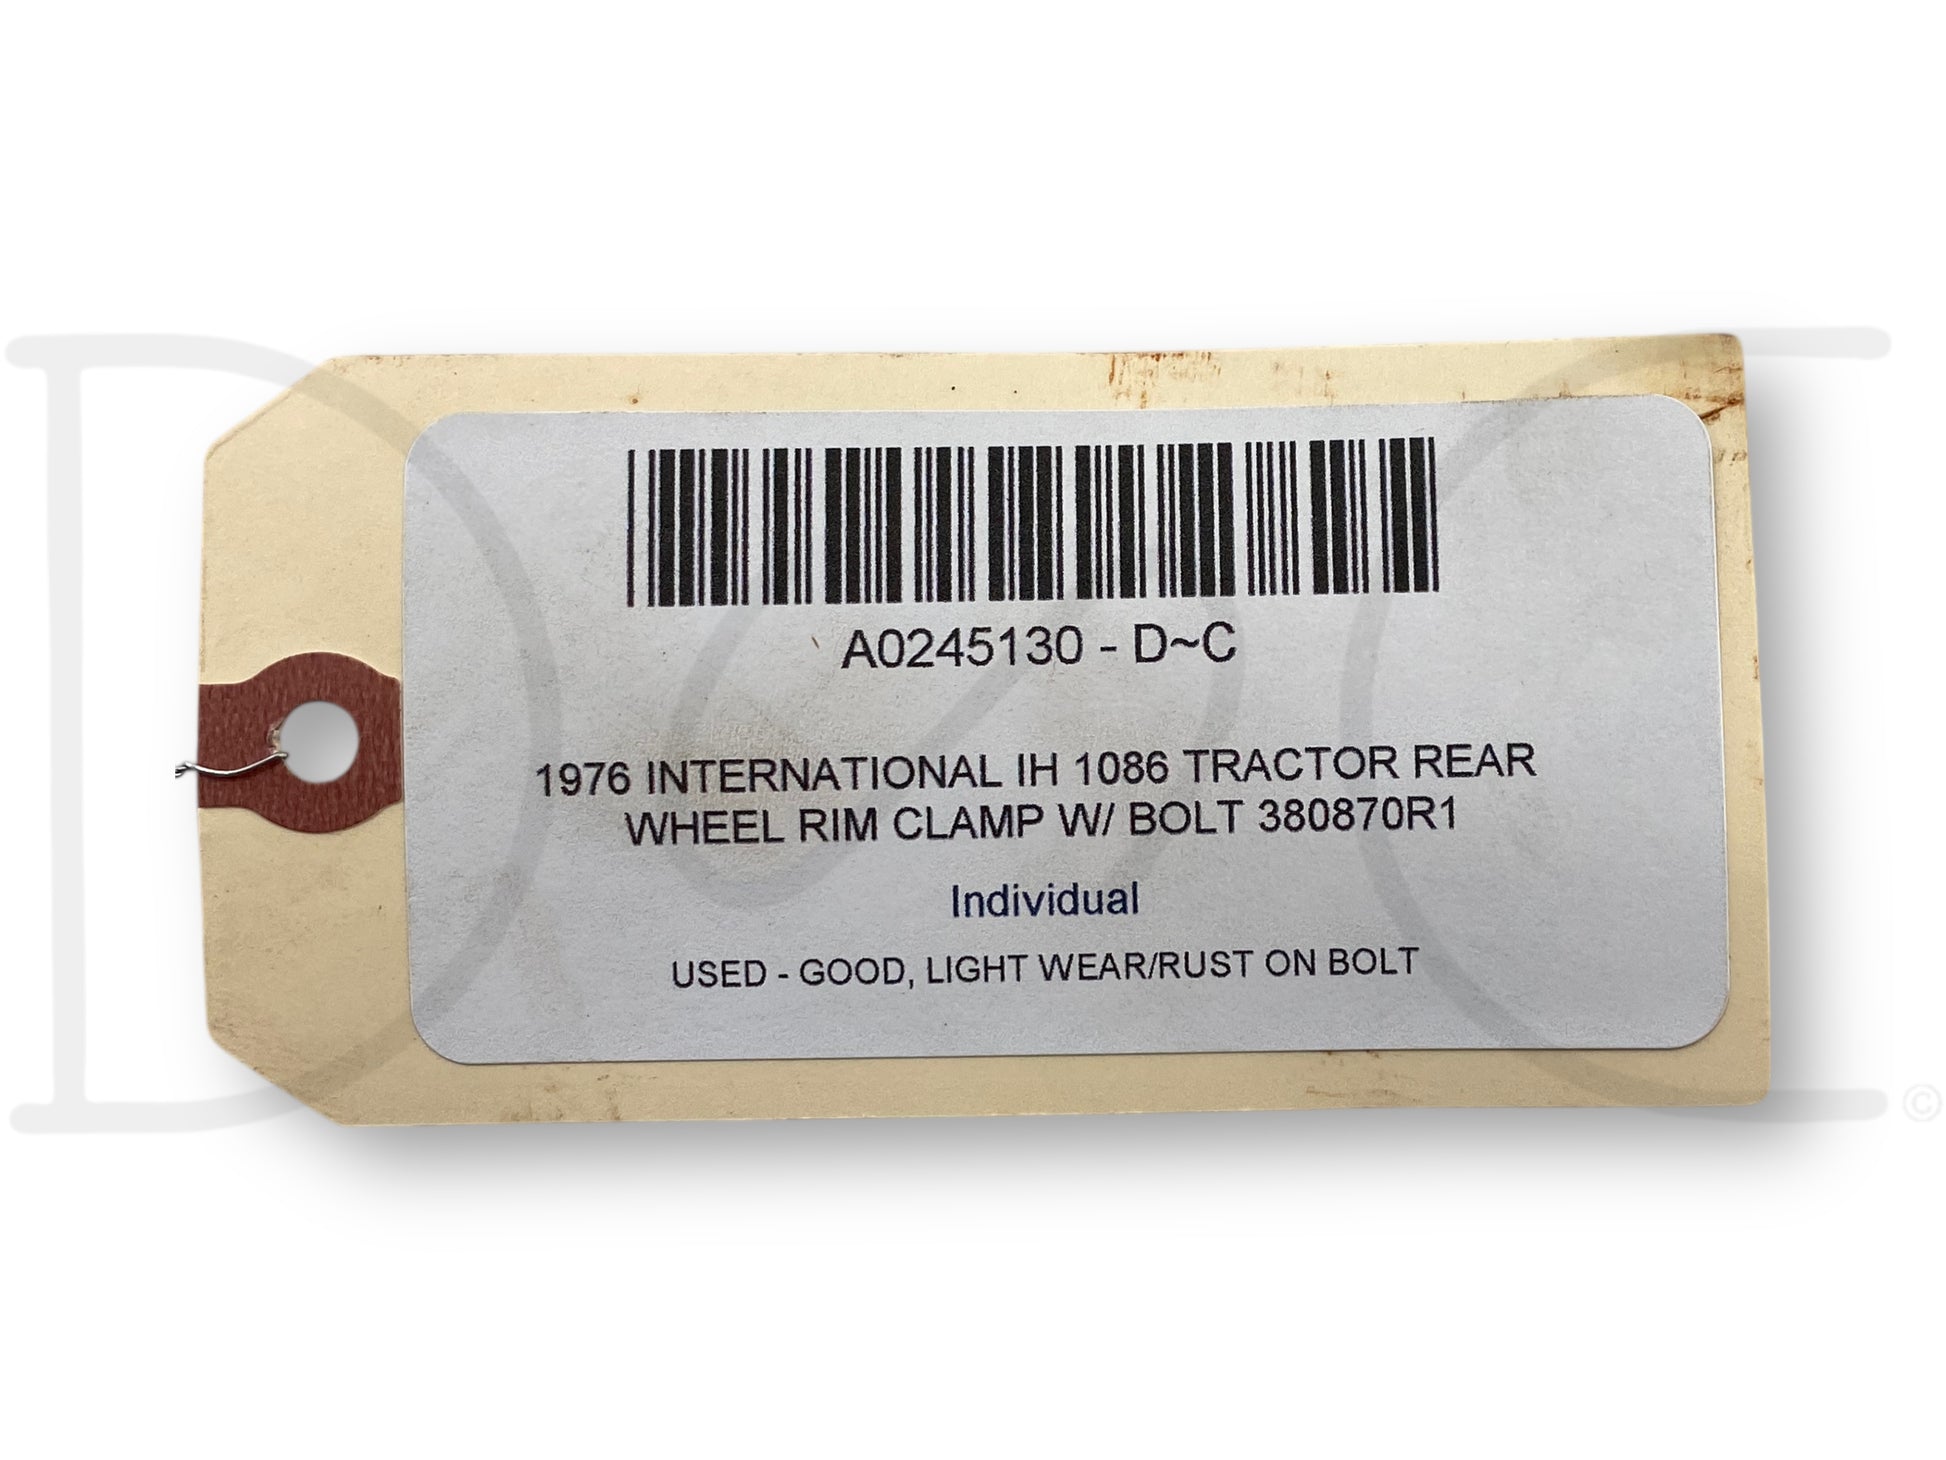 A0245130 - D~C
1976 INTERNATIONAL IH 1086 TRACTOR REAR
WHEEL RIM CLAMP W/ BOLT 380870R1
Individual
USED - GOOD, LIGHT WEAR/RUST ON BOLT
D~C
©